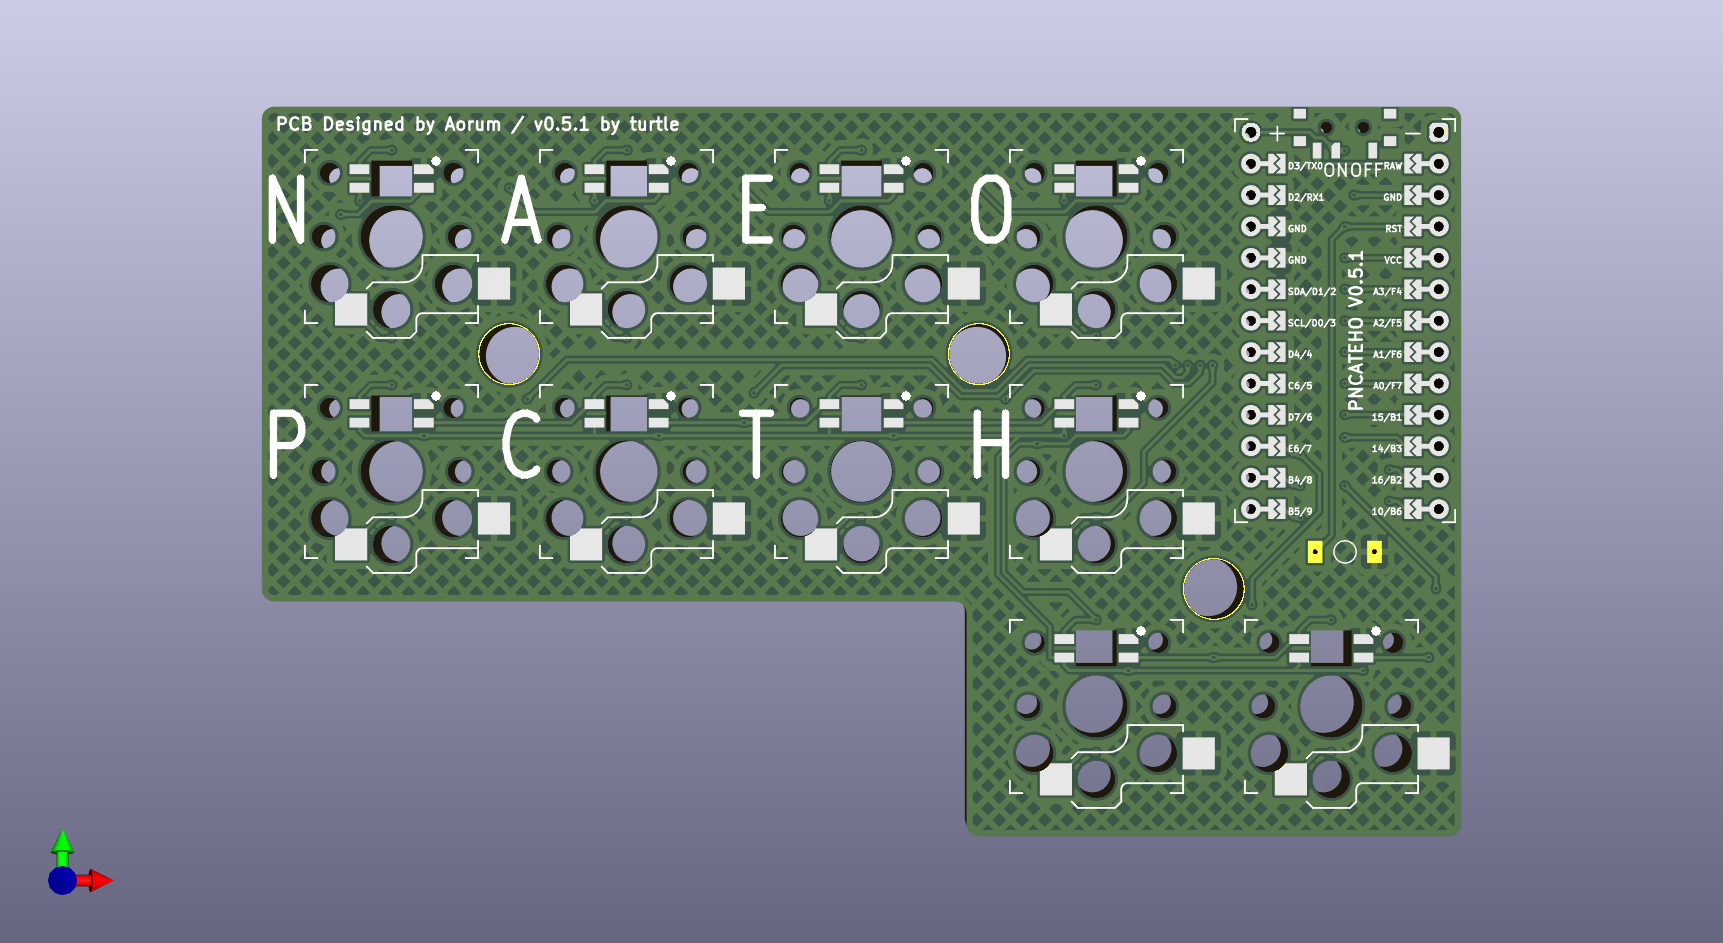 PCB Designed by Aorum / v0.5.1 by turtle
N A E O
P C T H
+ −
ONOFF
D3/TX0 RAW
D2/RX1 GND
GND RST
GND VCC
SDA/D1/2 A3/F4
SCL/D0/3 A2/F5
D4/4 A1/F6
C6/5 A0/F7
D7/6 15/B1
E6/7 14/B3
B4/8 16/B2
B5/9 10/B6
PNCATEHO V0.5.1